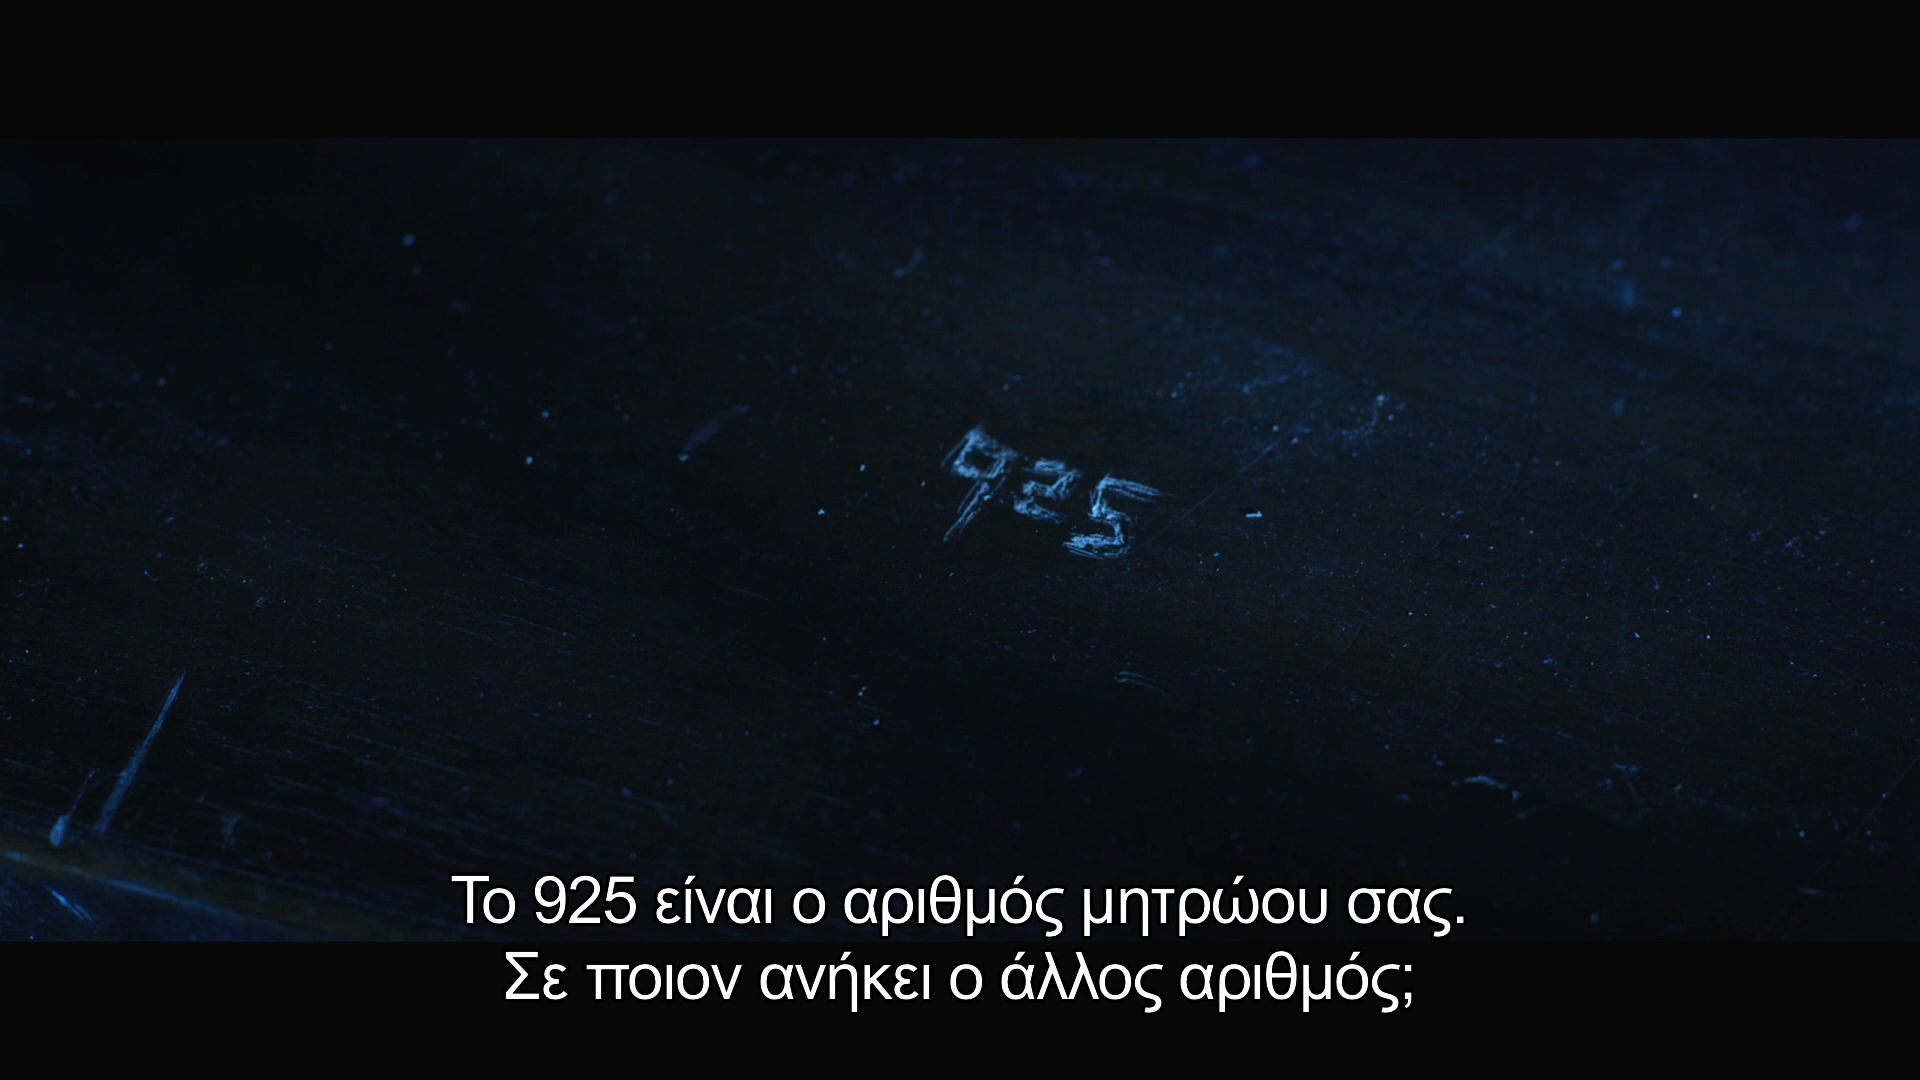 925
Το 925 είναι ο αριθμός μητρώου σας.
Σε ποιον ανήκει ο άλλος αριθμός;